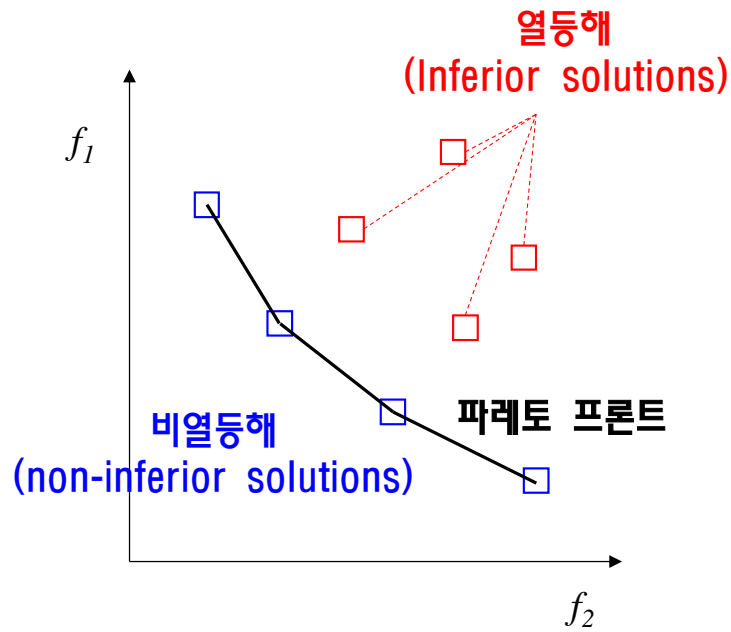 열등해
(Inferior solutions)
f1
파레토 프론트
비열등해
(non-inferior solutions)
f2